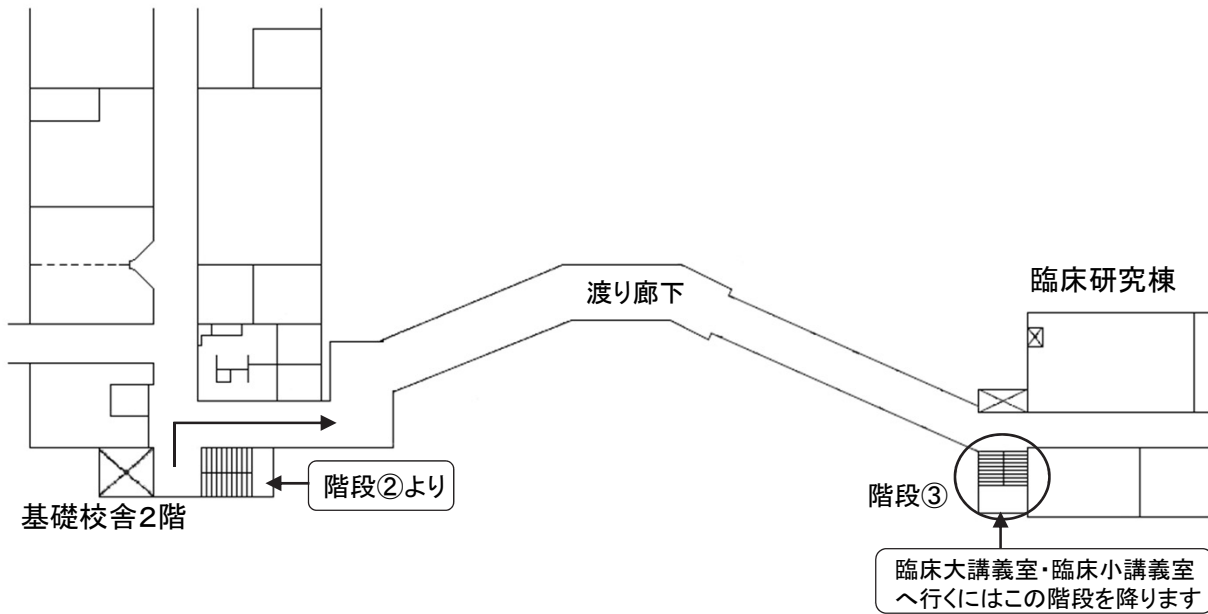 渡り廊下
臨床研究棟
階段②より
基礎校舎2階
階段③
臨床大講義室・臨床小講義室
へ行くにはこの階段を降ります